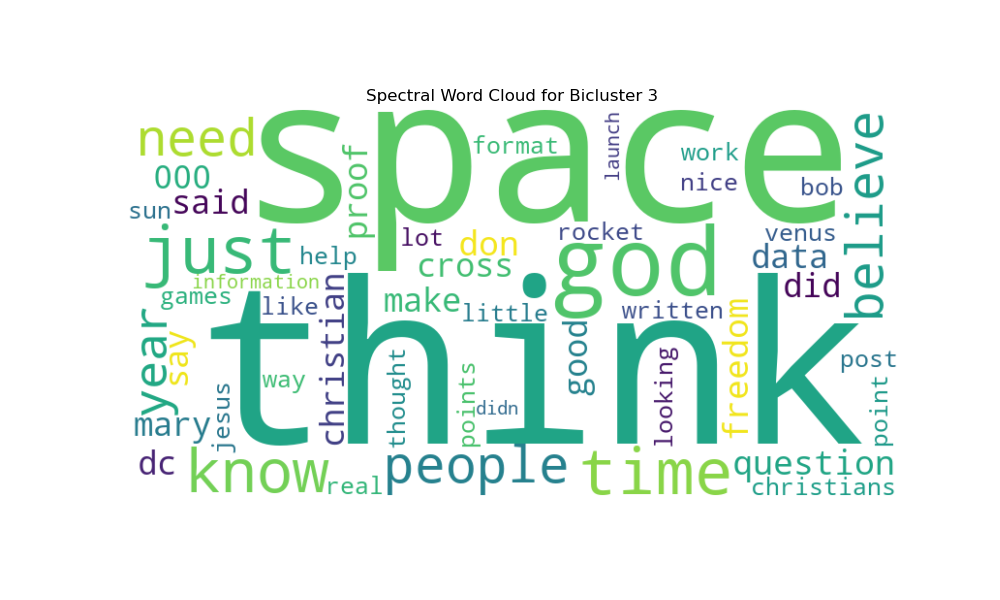 Spectral Word Cloud for Bicluster 3
space
think
god
need
OOO
said
sun
proof
format
launch
work
nice
bob
believe
just
help
lot
don
rocket
venus
data
did
cross
information
games
like
christian
make
little
written
year
say
way
thought
points
didn
good
looking
freedom
post
point
mary
jesus
dc
know
real
people
time
question
christians